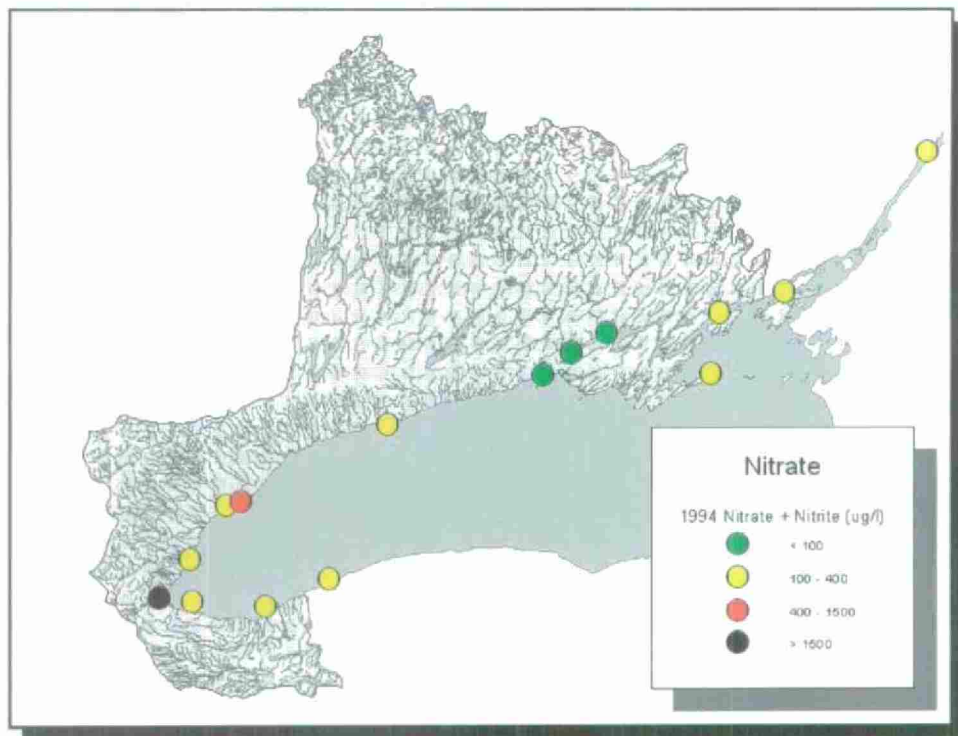 Nitrate
1994 Nitrate + Nitrite (ug/l)
< 100
100 - 400
400 - 1500
> 1500